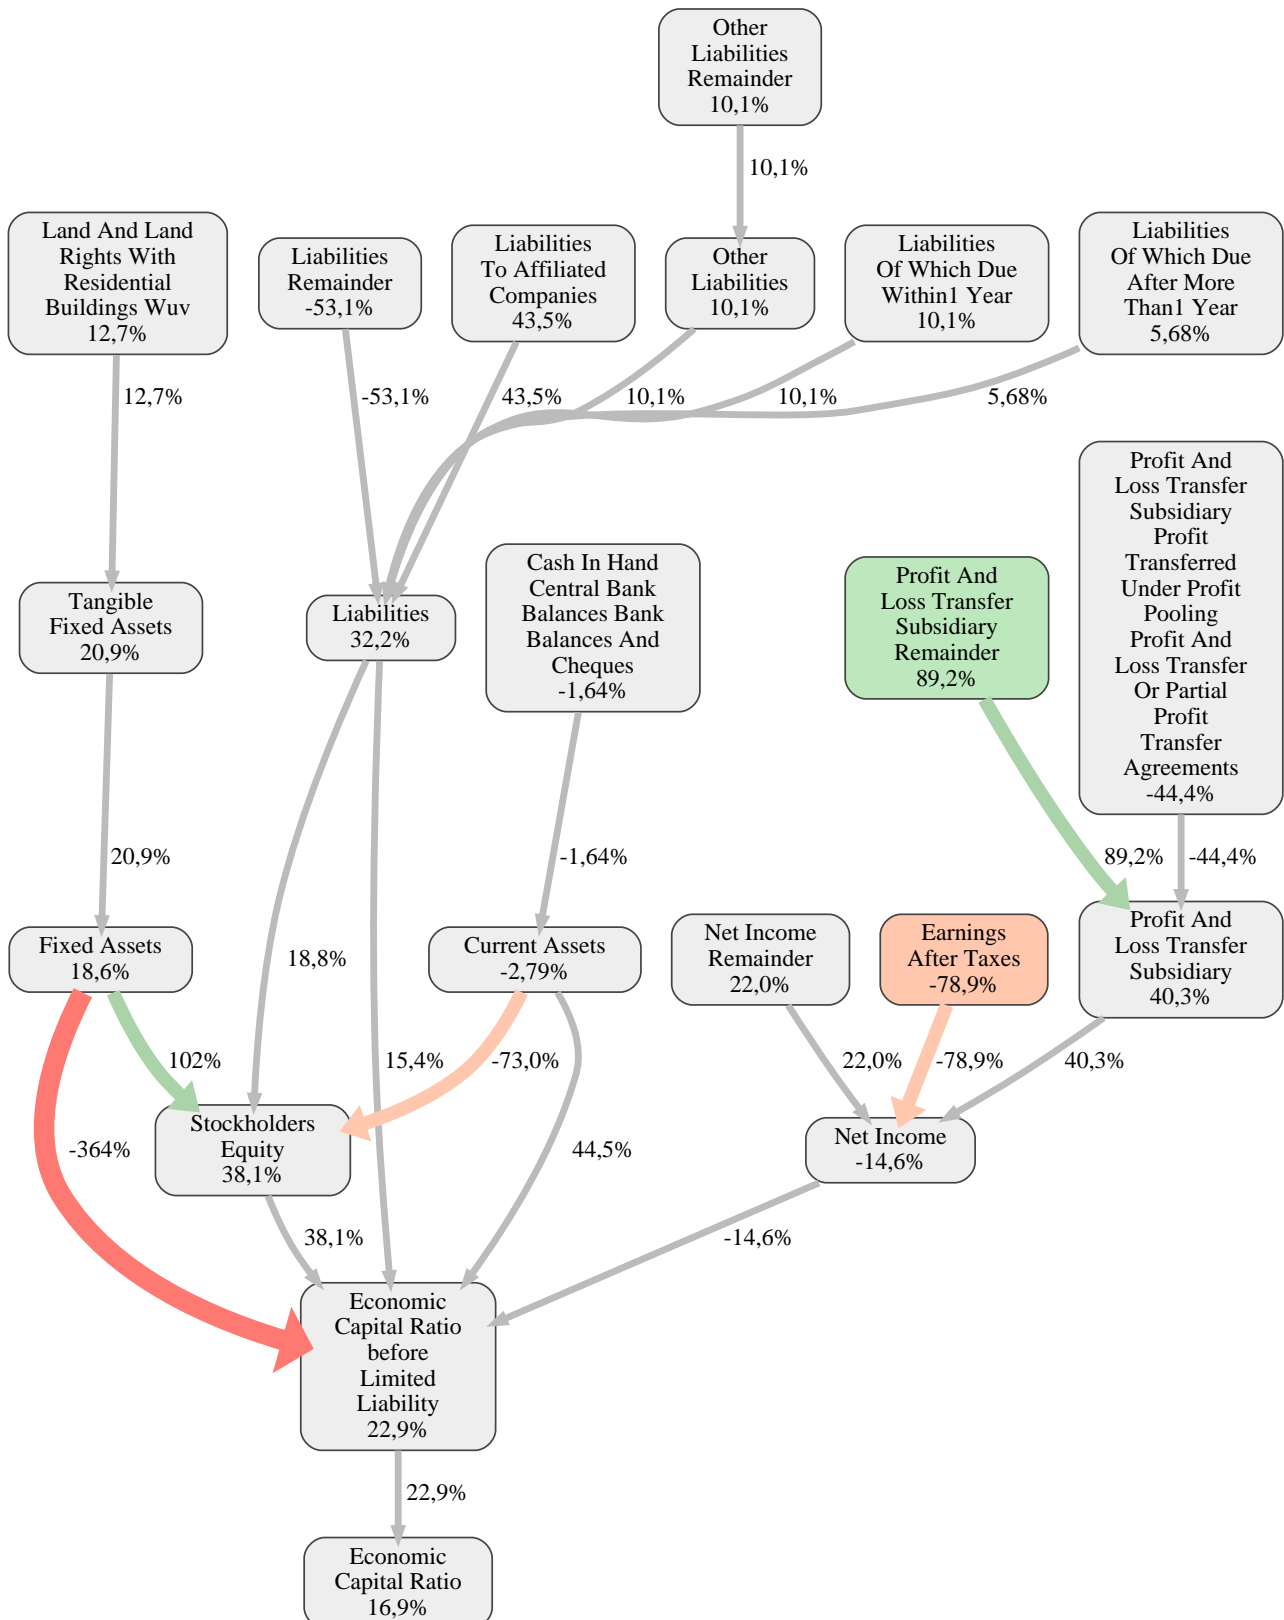 Other
Liabilities
Remainder
10,1%
10,1%
Land And Land
Rights With
Residential
Buildings Wuv
12,7%
Liabilities
Remainder
-53,1%
Liabilities
To Affiliated
Companies
43,5%
Other
Liabilities
10,1%
Liabilities
Of Which Due
Within1 Year
10,1%
Liabilities
Of Which Due
After More
Than1 Year
5,68%
12,7%
-53,1%
43,5%
10,1%
10,1%
5,68%
Profit And
Loss Transfer
Subsidiary
Profit
Transferred
Under Profit
Pooling
Profit And
Loss Transfer
Or Partial
Profit
Transfer
Agreements
-44,4%
Cash In Hand
Central Bank
Balances Bank
Balances And
Cheques
-1,64%
Profit And
Loss Transfer
Subsidiary
Remainder
89,2%
Tangible
Fixed Assets
20,9%
Liabilities
32,2%
20,9%
-1,64%
89,2%
-44,4%
Fixed Assets
18,6%
18,8%
Current Assets
-2,79%
Net Income
Remainder
22,0%
Earnings
After Taxes
-78,9%
Profit And
Loss Transfer
Subsidiary
40,3%
102%
15,4%
-73,0%
22,0%
-78,9%
40,3%
-364%
Stockholders
Equity
38,1%
44,5%
Net Income
-14,6%
38,1%
-14,6%
Economic
Capital Ratio
before
Limited
Liability
22,9%
22,9%
Economic
Capital Ratio
16,9%